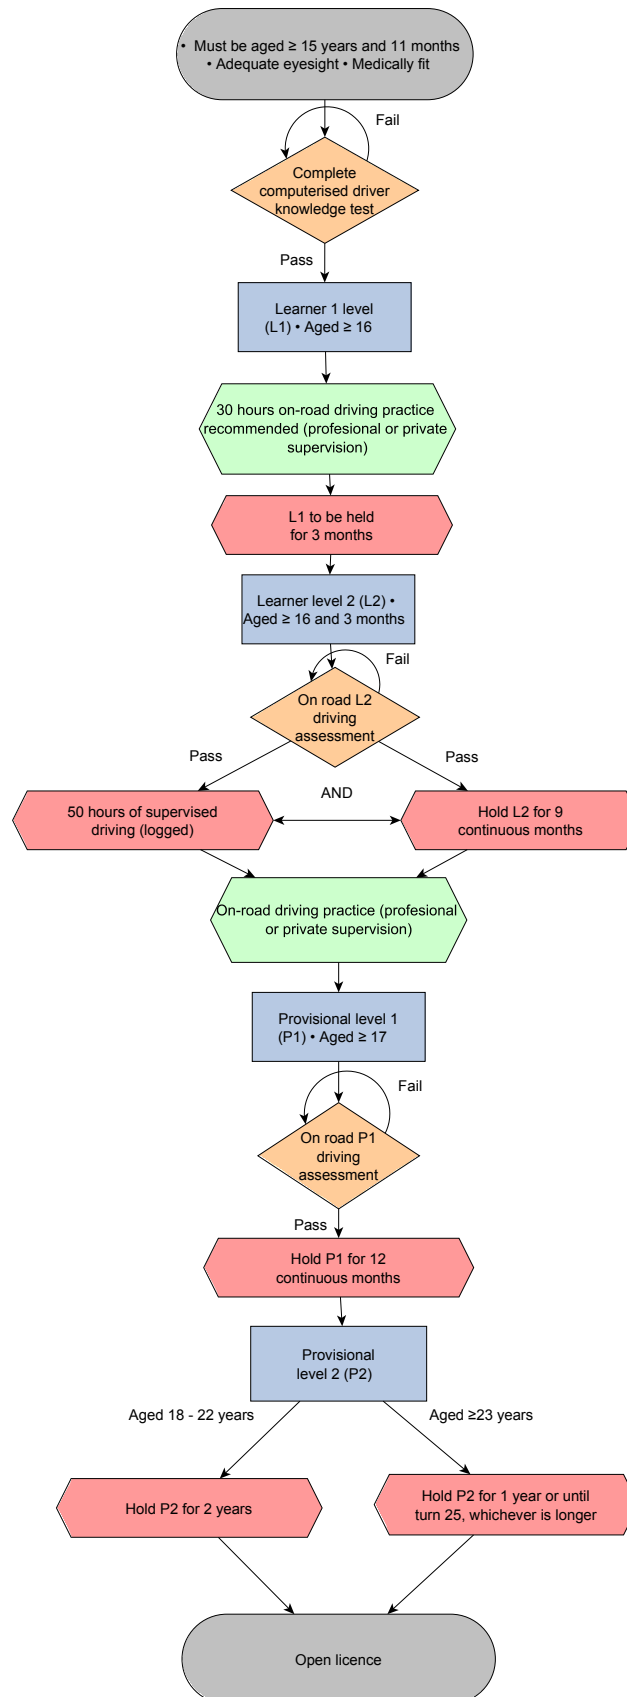 • Must be aged ≥ 15 years and 11 months
• Adequate eyesight • Medically fit
Fail
Complete
computerised driver
knowledge test
Pass
Learner 1 level
(L1) • Aged ≥ 16
30 hours on-road driving practice
recommended (profesional or private
supervision)
L1 to be held
for 3 months
Learner level 2 (L2) •
Aged ≥ 16 and 3 months
Fail
On road L2
driving
assessment
Pass
Pass
AND
50 hours of supervised
driving (logged)
Hold L2 for 9
continuous months
On-road driving practice (profesional
or private supervision)
Provisional level 1
(P1) • Aged ≥ 17
Fail
On road P1
driving
assessment
Pass
Hold P1 for 12
continuous months
Provisional
level 2 (P2)
Aged 18 - 22 years
Aged ≥23 years
Hold P2 for 2 years
Hold P2 for 1 year or until
turn 25, whichever is longer
Open licence